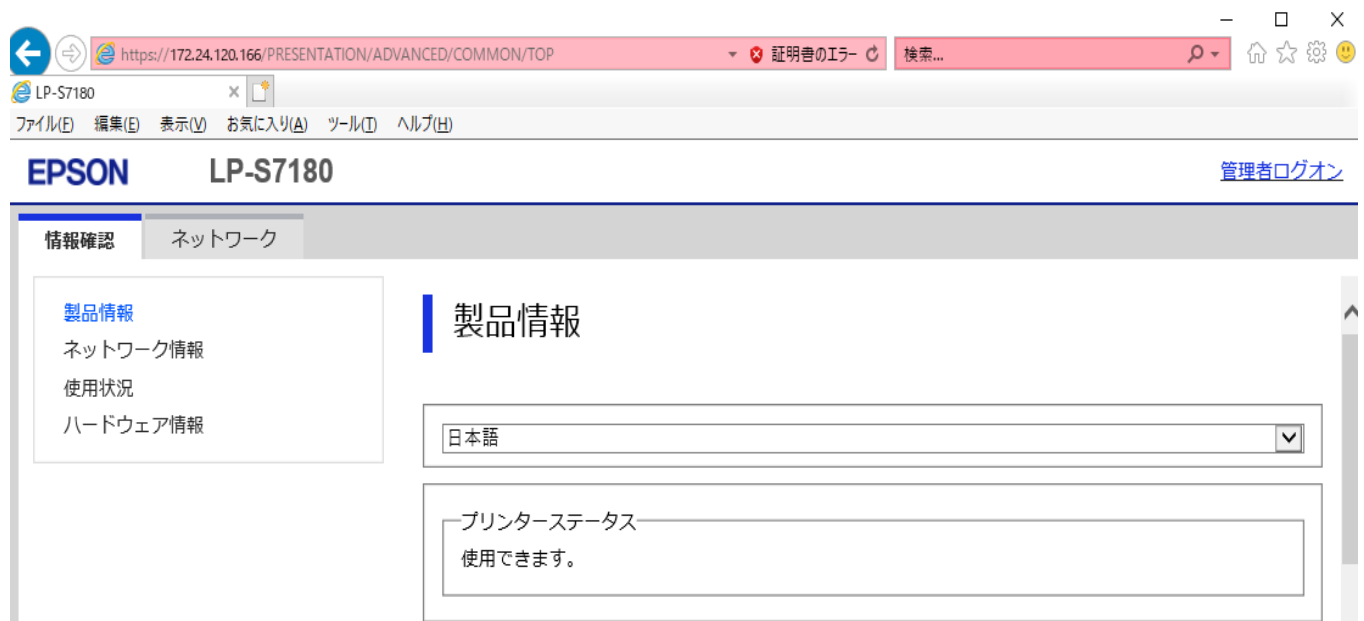 https://172.24.120.166/PRESENTATION/ADVANCED/COMMON/TOP 証明書のエラー 検索...
LP-S7180
ファイル(F) 編集(E) 表示(V) お気に入り(A) ツール(T) ヘルプ(H)
EPSON LP-S7180 管理者ログオン
情報確認 ネットワーク
製品情報
ネットワーク情報
使用状況
ハードウェア情報
製品情報
日本語
プリンターステータス
使用できます。